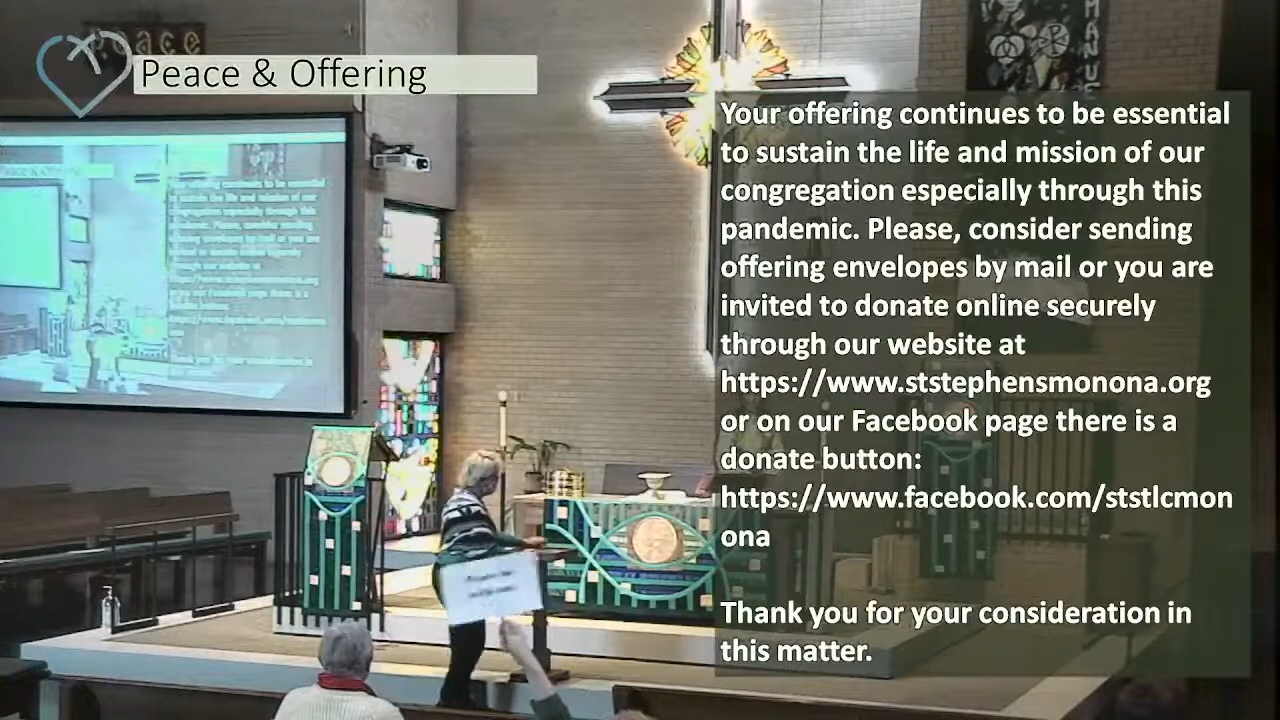 Peace
Peace & Offering
MANUE
Your offering continues to be essential
to sustain the life and mission of our
congregation especially through this
pandemic. Please, consider sending
offering envelopes by mail or you are
invited to donate online securely
through our website at
https://www.ststephensmonona.org
or on our Facebook page there is a
donate button:
https://www.facebook.com/ststlcmon
ona
Thank you for your consideration in
this matter.